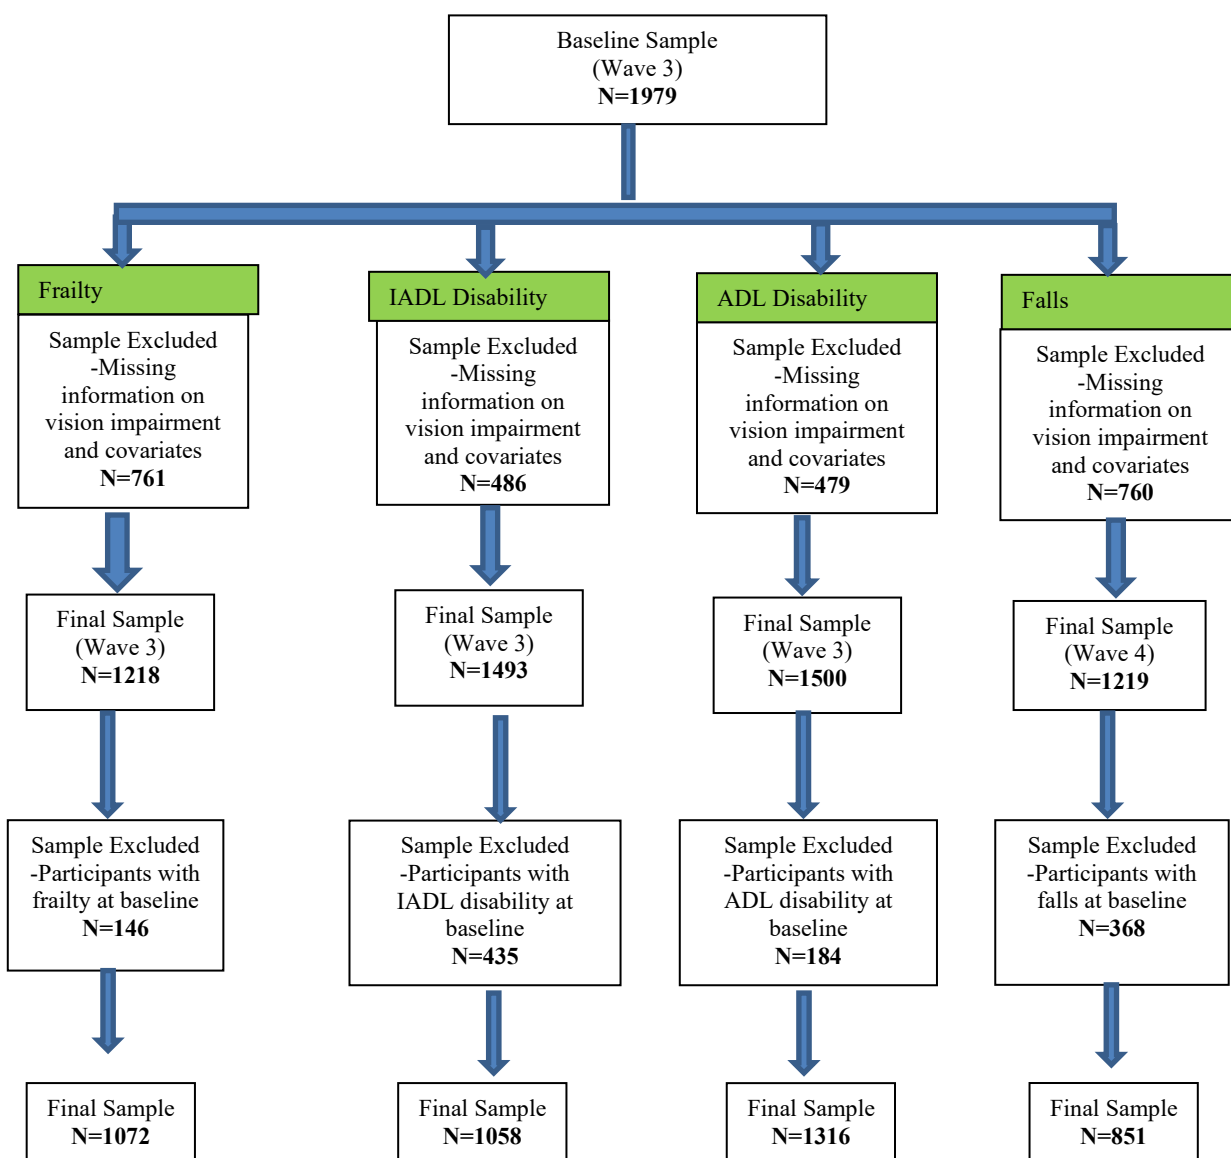 Baseline Sample
(Wave 3)
N=1979
Frailty
Sample Excluded
-Missing
information on
vision impairment
and covariates
N=761
Final Sample
(Wave 3)
N=1218
Sample Excluded
-Participants with
frailty at baseline
N=146
Final Sample
N=1072
IADL Disability
Sample Excluded
-Missing
information on
vision impairment
and covariates
N=486
Final Sample
(Wave 3)
N=1493
Sample Excluded
-Participants with
IADL disability at
baseline
N=435
Final Sample
N=1058
ADL Disability
Sample Excluded
-Missing
information on
vision impairment
and covariates
N=479
Final Sample
(Wave 3)
N=1500
Sample Excluded
-Participants with
ADL disability at
baseline
N=184
Final Sample
N=1316
Falls
Sample Excluded
-Missing
information on
vision impairment
and covariates
N=760
Final Sample
(Wave 4)
N=1219
Sample Excluded
-Participants with
falls at baseline
N=368
Final Sample
N=851